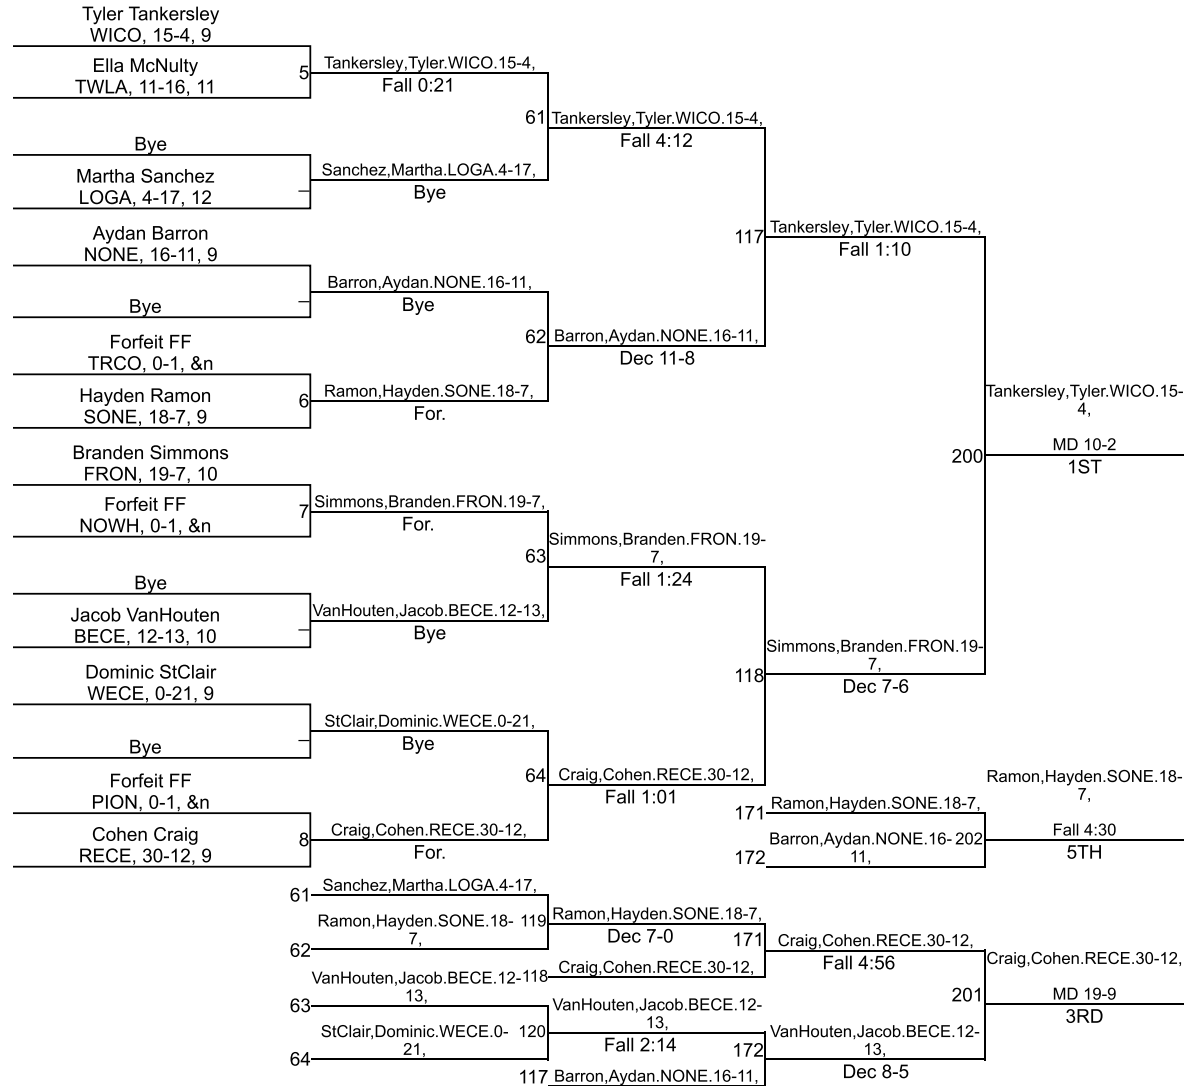 Tyler Tankersley
WICO, 15-4, 9
Ella McNulty
TWLA, 11-16, 11
5
Tankersley,Tyler.WICO.15-4,
Fall 0:21
61
Tankersley,Tyler.WICO.15-4,
Fall 4:12
Bye
Martha Sanchez
LOGA, 4-17, 12
_
Sanchez,Martha.LOGA.4-17,
Bye
117
Tankersley,Tyler.WICO.15-4,
Fall 1:10
Aydan Barron
NONE, 16-11, 9
Bye
_
Barron,Aydan.NONE.16-11,
Bye
62
Barron,Aydan.NONE.16-11,
Dec 11-8
Forfeit FF
TRCO, 0-1, &n
Hayden Ramon
SONE, 18-7, 9
6
Ramon,Hayden.SONE.18-7,
For.
200
Tankersley,Tyler.WICO.15-
4,
MD 10-2
1ST
Branden Simmons
FRON, 19-7, 10
Forfeit FF
NOWH, 0-1, &n
7
Simmons,Branden.FRON.19-7,
For.
63
Simmons,Branden.FRON.19-
7,
Fall 1:24
Bye
Jacob VanHouten
BECE, 12-13, 10
_
VanHouten,Jacob.BECE.12-13,
Bye
118
Simmons,Branden.FRON.19-
7,
Dec 7-6
Dominic StClair
WECE, 0-21, 9
Bye
_
StClair,Dominic.WECE.0-21,
Bye
64
Craig,Cohen.RECE.30-12,
Fall 1:01
Forfeit FF
PION, 0-1, &n
Cohen Craig
RECE, 30-12, 9
8
Craig,Cohen.RECE.30-12,
For.
171
Ramon,Hayden.SONE.18-7,
172
Barron,Aydan.NONE.16-
11,
202
Ramon,Hayden.SONE.18-
7,
Fall 4:30
5TH
61
Sanchez,Martha.LOGA.4-17,
62
Ramon,Hayden.SONE.18-
7,
119
Ramon,Hayden.SONE.18-7,
Dec 7-0
118
Craig,Cohen.RECE.30-12,
171
Craig,Cohen.RECE.30-12,
Fall 4:56
63
VanHouten,Jacob.BECE.12-
13,
64
StClair,Dominic.WECE.0-
21,
120
VanHouten,Jacob.BECE.12-
13,
Fall 2:14
117
Barron,Aydan.NONE.16-11,
172
VanHouten,Jacob.BECE.12-
13,
Dec 8-5
201
Craig,Cohen.RECE.30-12,
MD 19-9
3RD